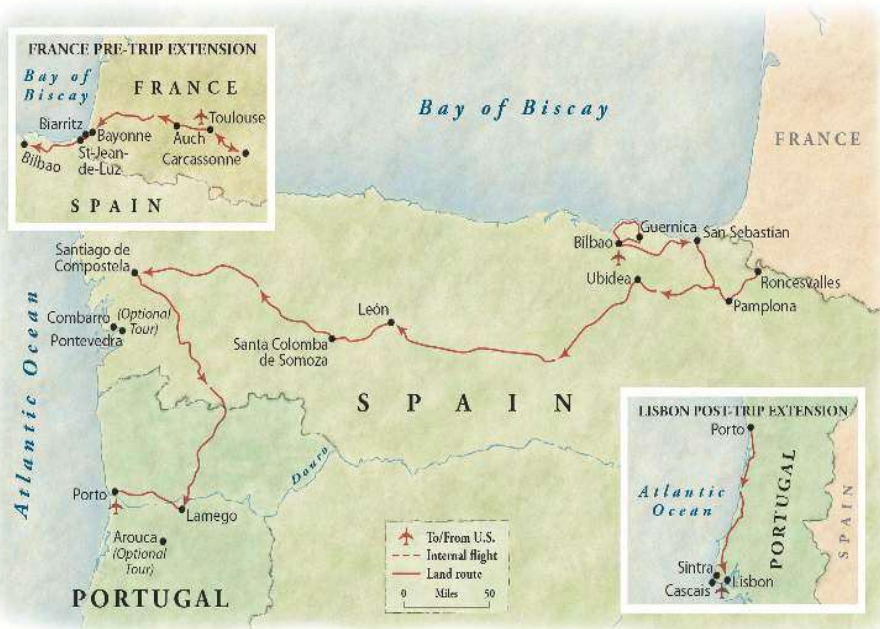 FRANCE PRE-TRIP EXTENSION
Bay of
Biscay
FRANCE
Toulouse
Biarritz
Bayonne
Auch
St-Jean-
de-Luz
Carcassonne
Bilbao
SPAIN
Bay of Biscay
FRANCE
Guernica
San Sebastian
Bilbao
Ubidea
Roncesvalles
Pamplona
Santiago de
Compostela
Combarro
(Optional
Tour)
Pontevedra
León
Santa Colomba
de Somoza
Atlantic Ocean
SPAIN
Douro
Porto
Lamego
Arouca
(Optional
Tour)
PORTUGAL
To/From U.S.
Internal flight
Land route
0 Miles 50
LISBON POST-TRIP EXTENSION
Porto
Atlantic
Ocean
PORTUGAL
SPAIN
Sintra
Lisbon
Cascais